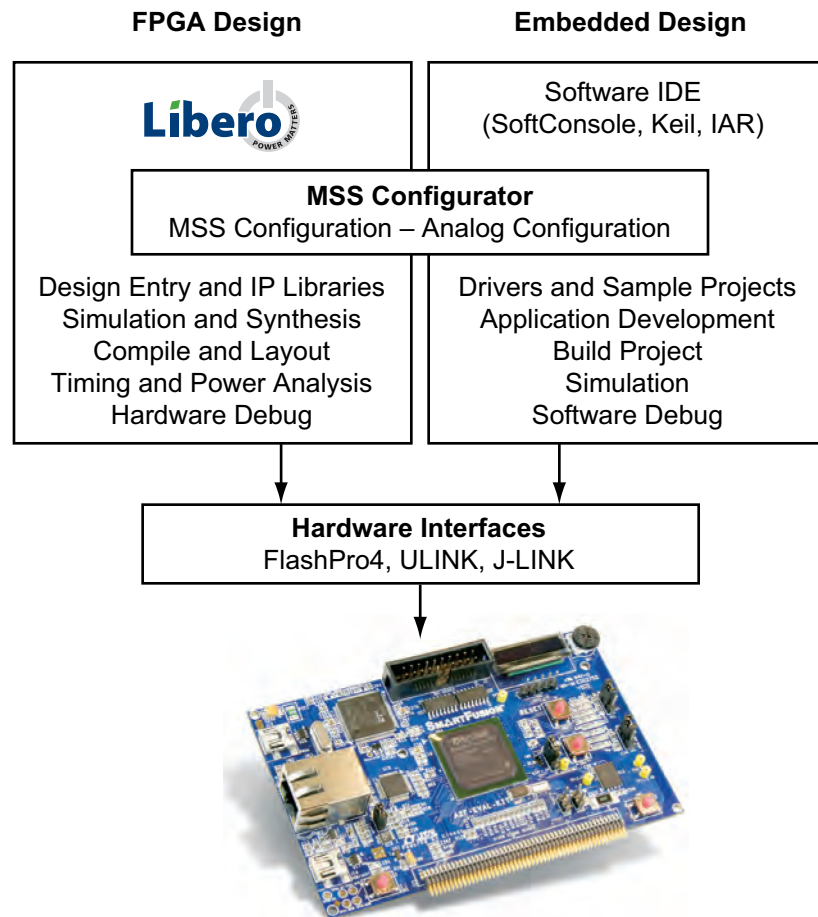 FPGA Design
Embedded Design
Libero
POWER MATTERS
Software IDE
(SoftConsole, Keil, IAR)
MSS Configurator
MSS Configuration – Analog Configuration
Design Entry and IP Libraries
Simulation and Synthesis
Compile and Layout
Timing and Power Analysis
Hardware Debug
Drivers and Sample Projects
Application Development
Build Project
Simulation
Software Debug
Hardware Interfaces
FlashPro4, ULINK, J-LINK
SMARTFUSION
RESET